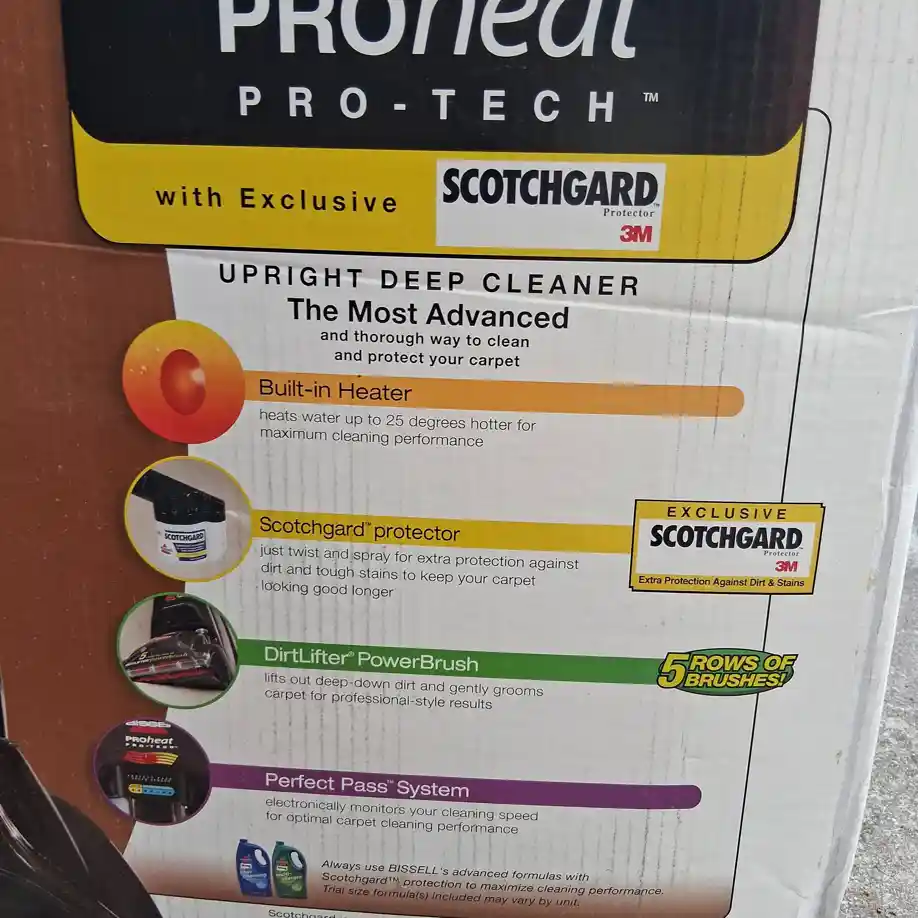 PROheat
PRO-TECH™
with Exclusive
SCOTCHGARD™
Protector
3M
UPRIGHT DEEP CLEANER
The Most Advanced
and thorough way to clean
and protect your carpet
Built-in Heater
heats water up to 25 degrees hotter for
maximum cleaning performance
SCOTCHGARD
Scotchgard™ protector
just twist and spray for extra protection against
dirt and tough stains to keep your carpet
looking good longer
EXCLUSIVE
SCOTCHGARD™
Protector
3M
Extra Protection Against Dirt & Stains
DirtLifter® PowerBrush
lifts out deep-down dirt and gently grooms
carpet for professional-style results
5 ROWS OF
BRUSHES!
BISSELL
PROheat
PRO-TECH™
Perfect Pass™ System
electronically monitors your cleaning speed
for optimal carpet cleaning performance
Always use BISSELL's advanced formulas with
Scotchgard™ protection to maximize cleaning performance.
Trial size formula(s) included may vary by unit.
Scotchgard